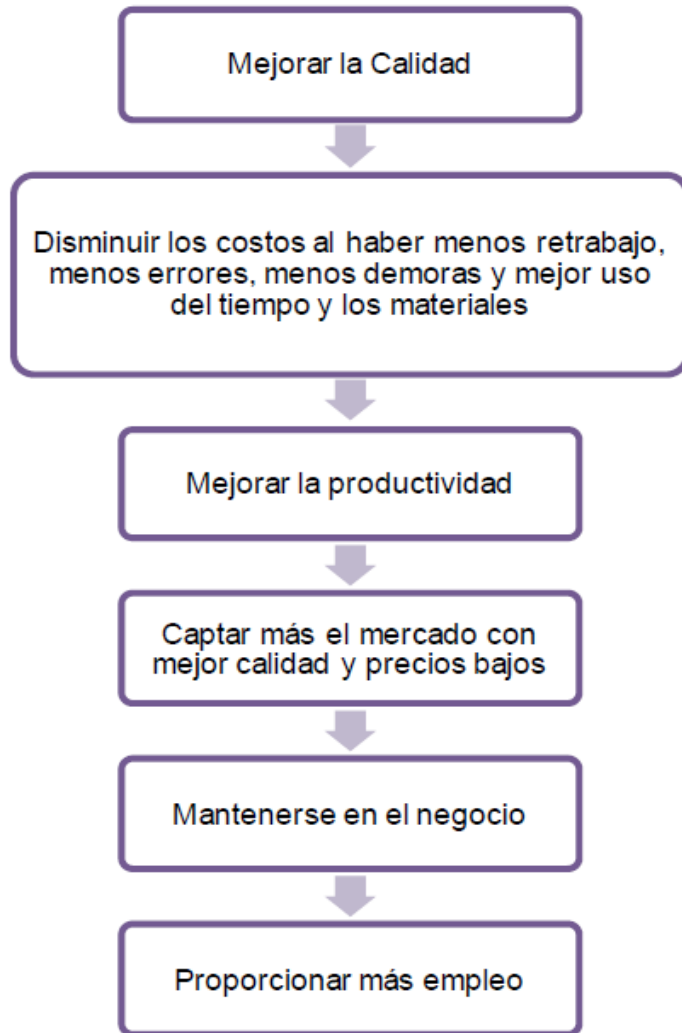 Mejorar la Calidad
Disminuir los costos al haber menos retrabajo,
menos errores, menos demoras y mejor uso
del tiempo y los materiales
Mejorar la productividad
Captar más el mercado con
mejor calidad y precios bajos
Mantenerse en el negocio
Proporcionar más empleo